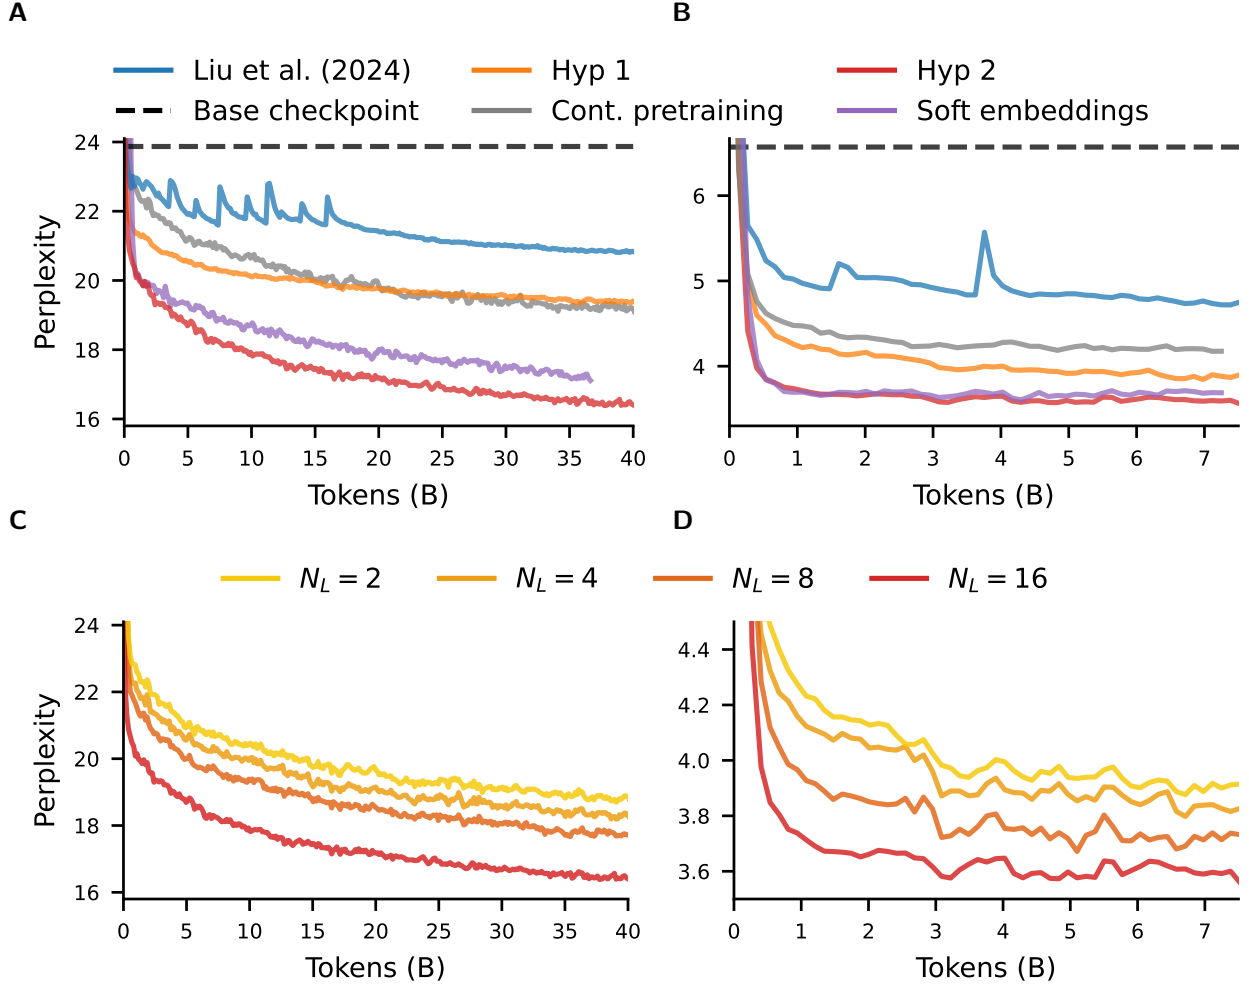 A
B
Liu et al. (2024)
Hyp 1
Hyp 2
Base checkpoint
Cont. pretraining
Soft embeddings
24
22
20
18
16
Perplexity
0 5 10 15 20 25 30 35 40
Tokens (B)
6
5
4
0 1 2 3 4 5 6 7
Tokens (B)
C
D
N_L = 2
N_L = 4
N_L = 8
N_L = 16
24
22
20
18
16
Perplexity
0 5 10 15 20 25 30 35 40
Tokens (B)
4.4
4.2
4.0
3.8
3.6
0 1 2 3 4 5 6 7
Tokens (B)